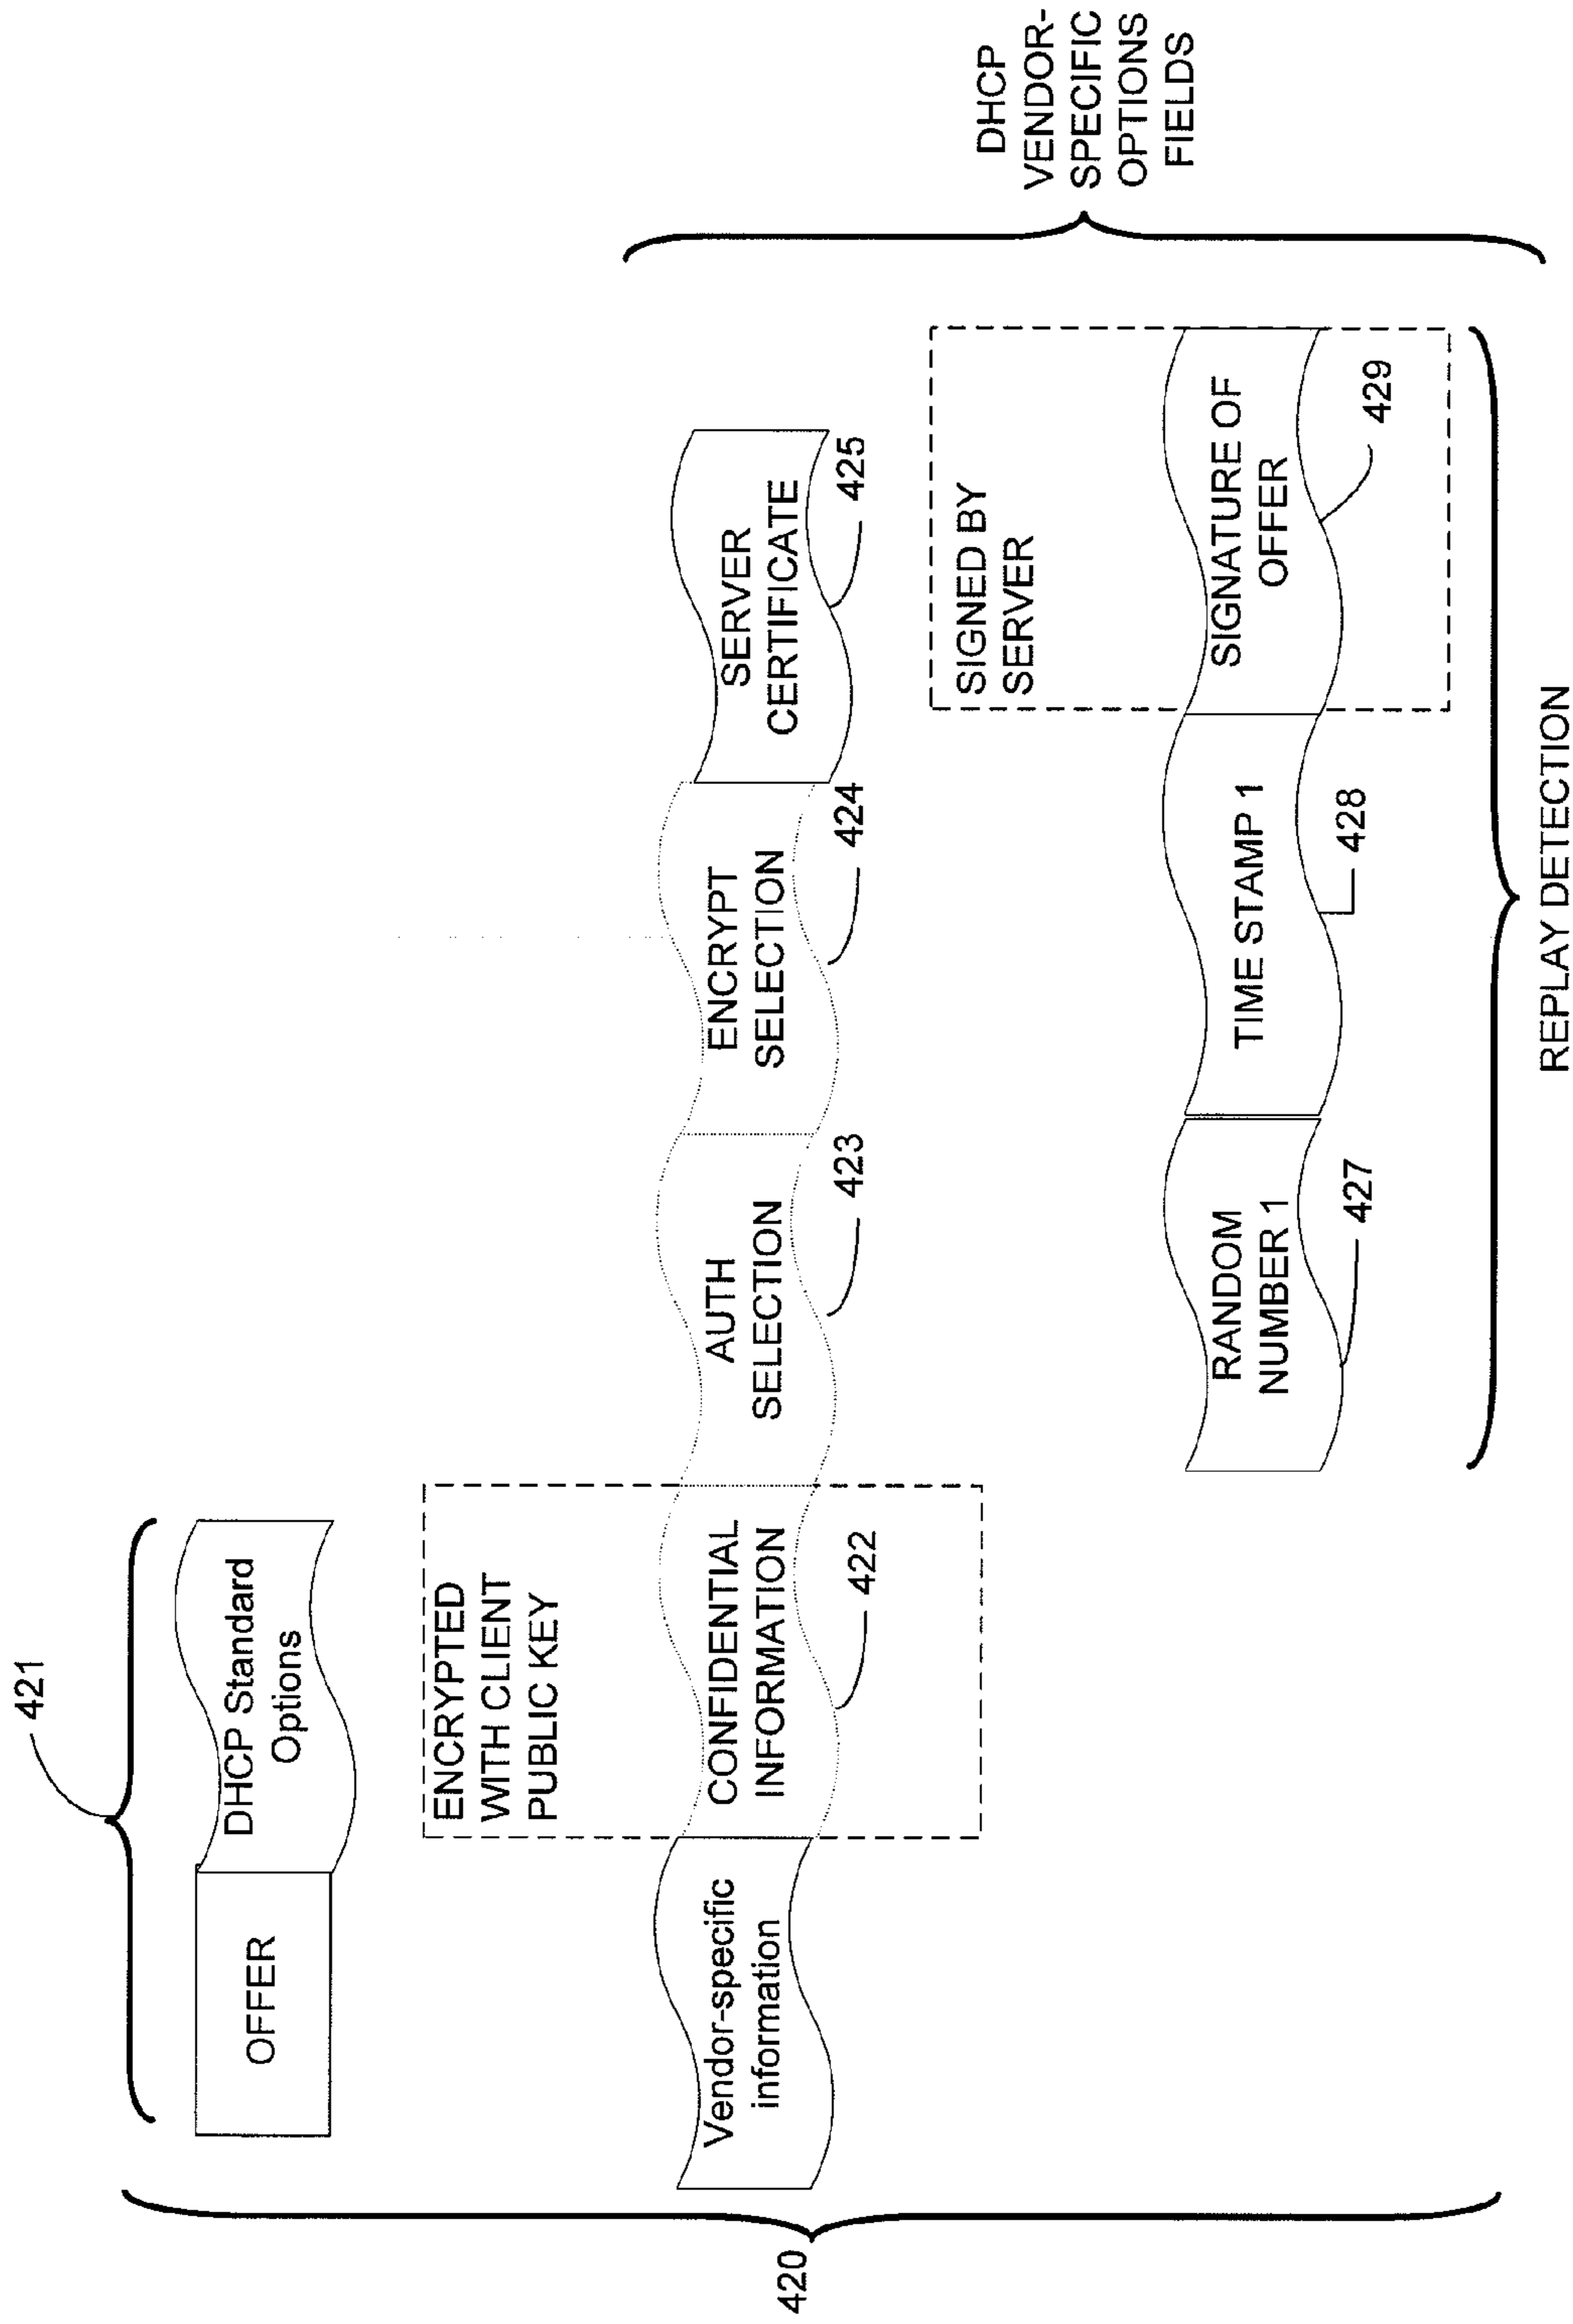 421
OFFER
DHCP Standard
Options
420
ENCRYPTED
WITH CLIENT
PUBLIC KEY
Vendor-specific
information
CONFIDENTIAL
INFORMATION
422
AUTH
SELECTION
423
ENCRYPT
SELECTION
424
SERVER
CERTIFICATE
425
DHCP
VENDOR-
SPECIFIC
OPTIONS
FIELDS
SIGNED BY
SERVER
RANDOM
NUMBER 1
427
TIME STAMP 1
428
SIGNATURE OF
OFFER
429
REPLAY DETECTION